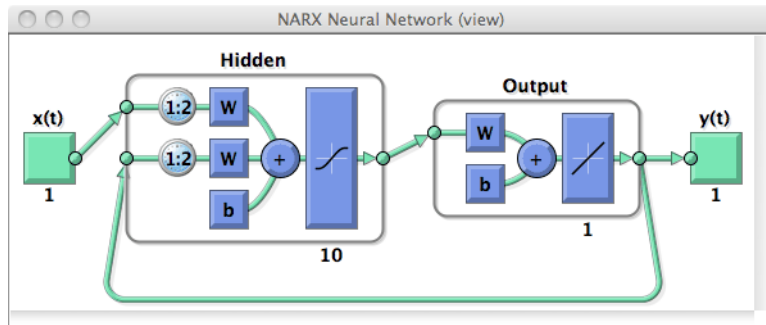 NARX Neural Network (view)
Hidden
x(t)
1:2
W
+
1:2
W
b
10
1
Output
W
+
b
1
y(t)
1